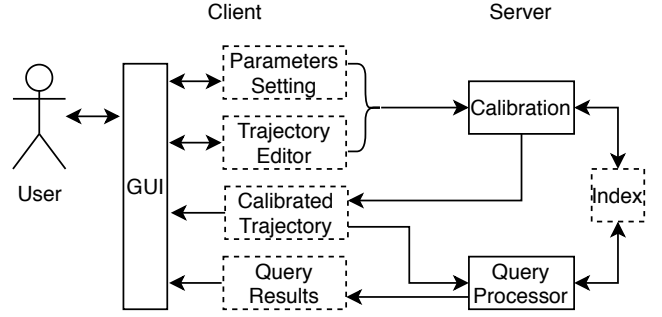 Client
Server
Parameters
Setting
Calibration
Trajectory
Editor
User
GUI
Index
Calibrated
Trajectory
Query
Results
Query
Processor